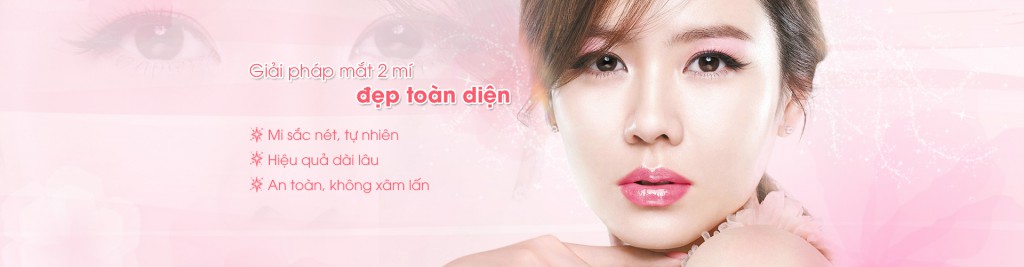 Giải pháp mắt 2 mí
đẹp toàn diện
Mi sắc nét, tự nhiên
Hiệu quả dài lâu
An toàn, không xâm lấn